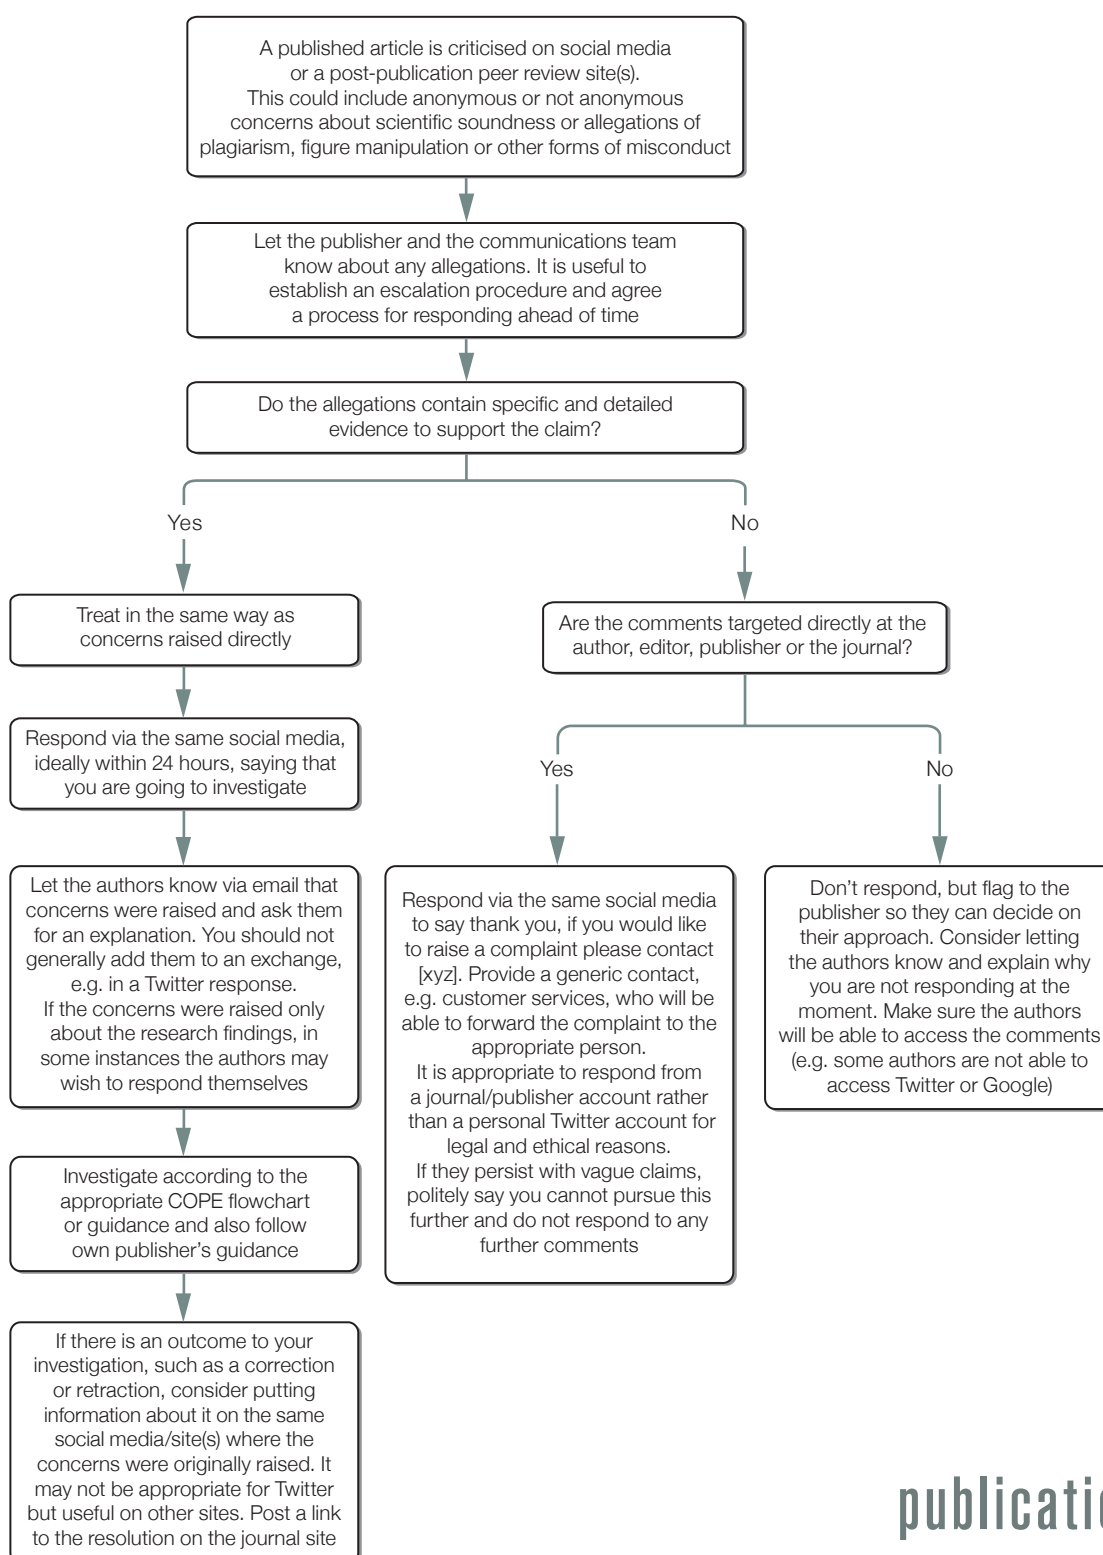 A published article is criticised on social media
or a post-publication peer review site(s).
This could include anonymous or not anonymous
concerns about scientific soundness or allegations of
plagiarism, figure manipulation or other forms of misconduct
Let the publisher and the communications team
know about any allegations. It is useful to
establish an escalation procedure and agree
a process for responding ahead of time
Do the allegations contain specific and detailed
evidence to support the claim?
Yes
No
Treat in the same way as
concerns raised directly
Respond via the same social media,
ideally within 24 hours, saying that
you are going to investigate
Let the authors know via email that
concerns were raised and ask them
for an explanation. You should not
generally add them to an exchange,
e.g. in a Twitter response.
If the concerns were raised only
about the research findings, in
some instances the authors may
wish to respond themselves
Investigate according to the
appropriate COPE flowchart
or guidance and also follow
own publisher's guidance
If there is an outcome to your
investigation, such as a correction
or retraction, consider putting
information about it on the same
social media/site(s) where the
concerns were originally raised. It
may not be appropriate for Twitter
but useful on other sites. Post a link
to the resolution on the journal site
Are the comments targeted directly at the
author, editor, publisher or the journal?
Yes
No
Respond via the same social media
to say thank you, if you would like
to raise a complaint please contact
[xyz]. Provide a generic contact,
e.g. customer services, who will be
able to forward the complaint to the
appropriate person.
It is appropriate to respond from
a journal/publisher account rather
than a personal Twitter account for
legal and ethical reasons.
If they persist with vague claims,
politely say you cannot pursue this
further and do not respond to any
further comments
Don't respond, but flag to the
publisher so they can decide on
their approach. Consider letting
the authors know and explain why
you are not responding at the
moment. Make sure the authors
will be able to access the comments
(e.g. some authors are not able to
access Twitter or Google)